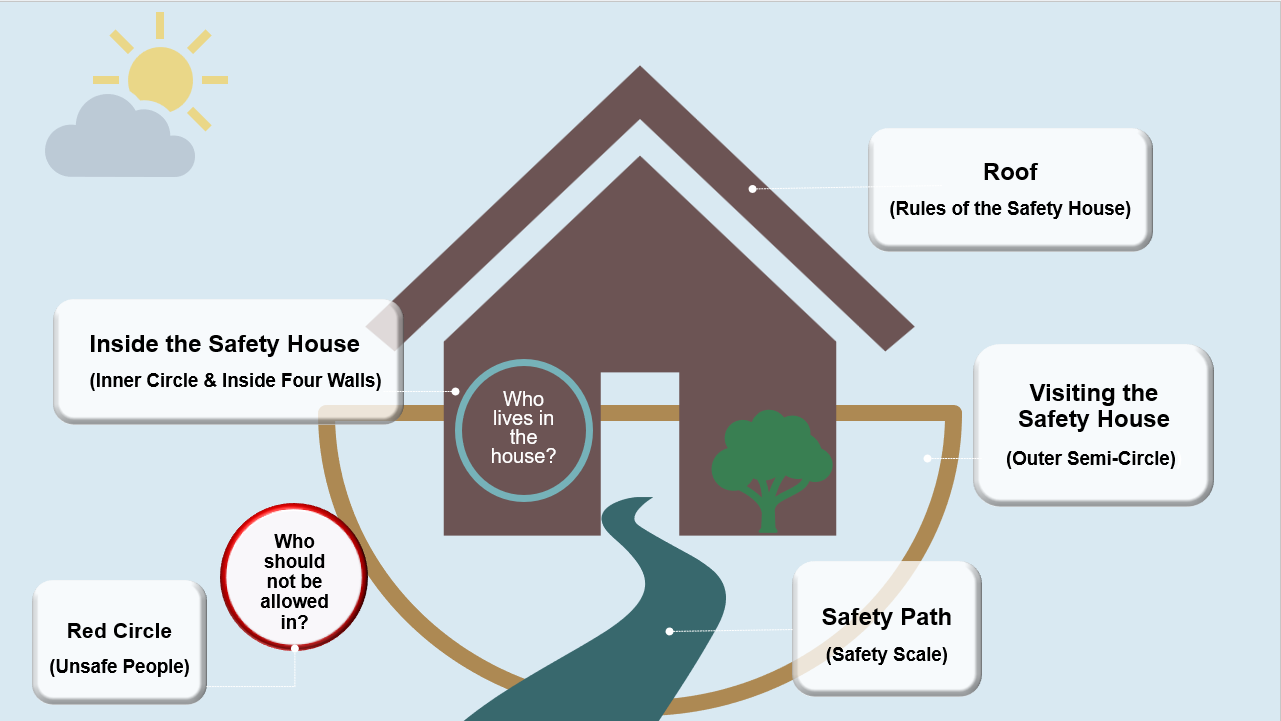 Roof
(Rules of the Safety House)
Inside the Safety House
(Inner Circle & Inside Four Walls)
Who
lives in
the
house?
Visiting the
Safety House
(Outer Semi-Circle)
Who
should
not be
allowed
in?
Red Circle
(Unsafe People)
Safety Path
(Safety Scale)